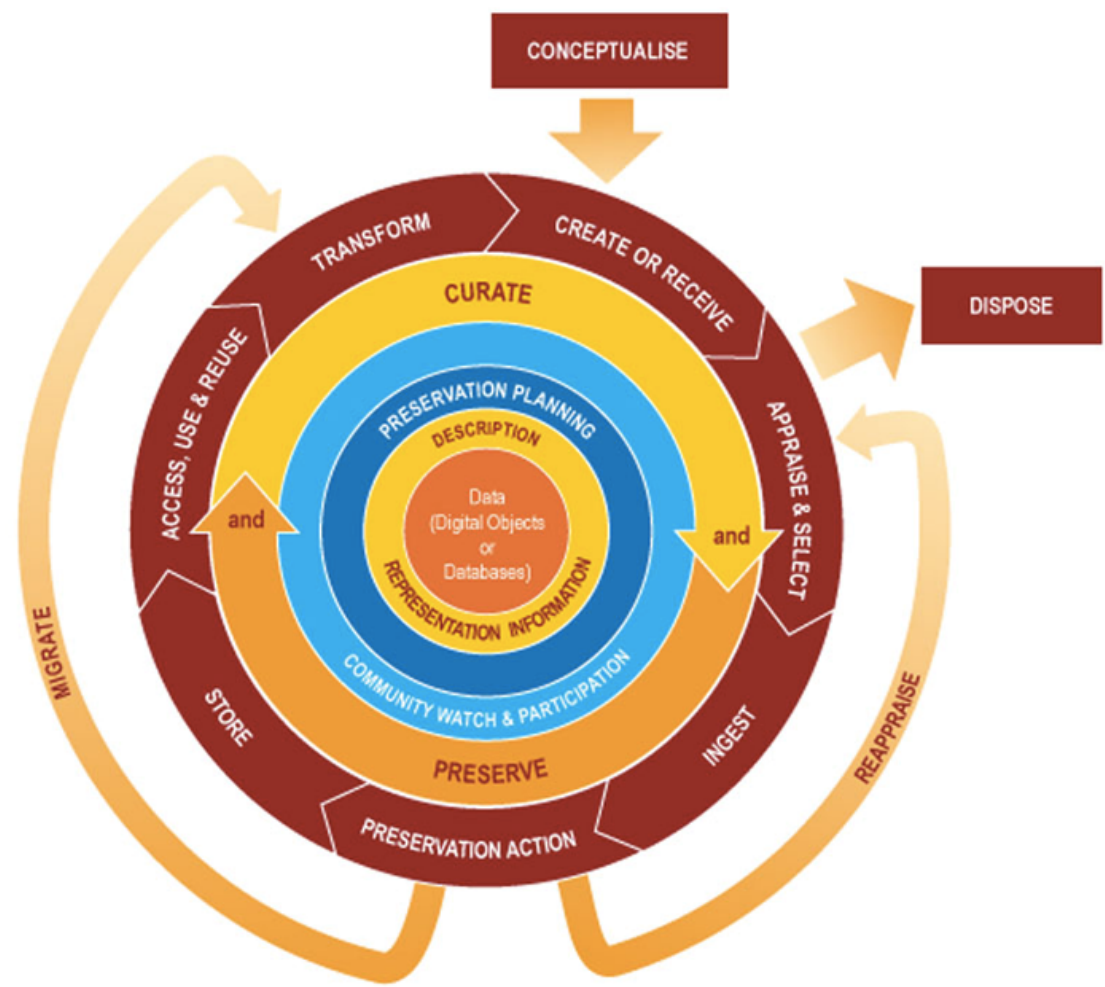 CONCEPTUALISE
TRANSFORM
CREATE OR RECEIVE
DISPOSE
CURATE
ACCESS, USE & REUSE
APPRAISE & SELECT
PRESERVATION PLANNING
DESCRIPTION
Data
(Digital Objects
or
Databases)
and
and
REPRESENTATION INFORMATION
COMMUNITY WATCH & PARTICIPATION
MIGRATE
STORE
INGEST
REAPPRAISE
PRESERVE
PRESERVATION ACTION